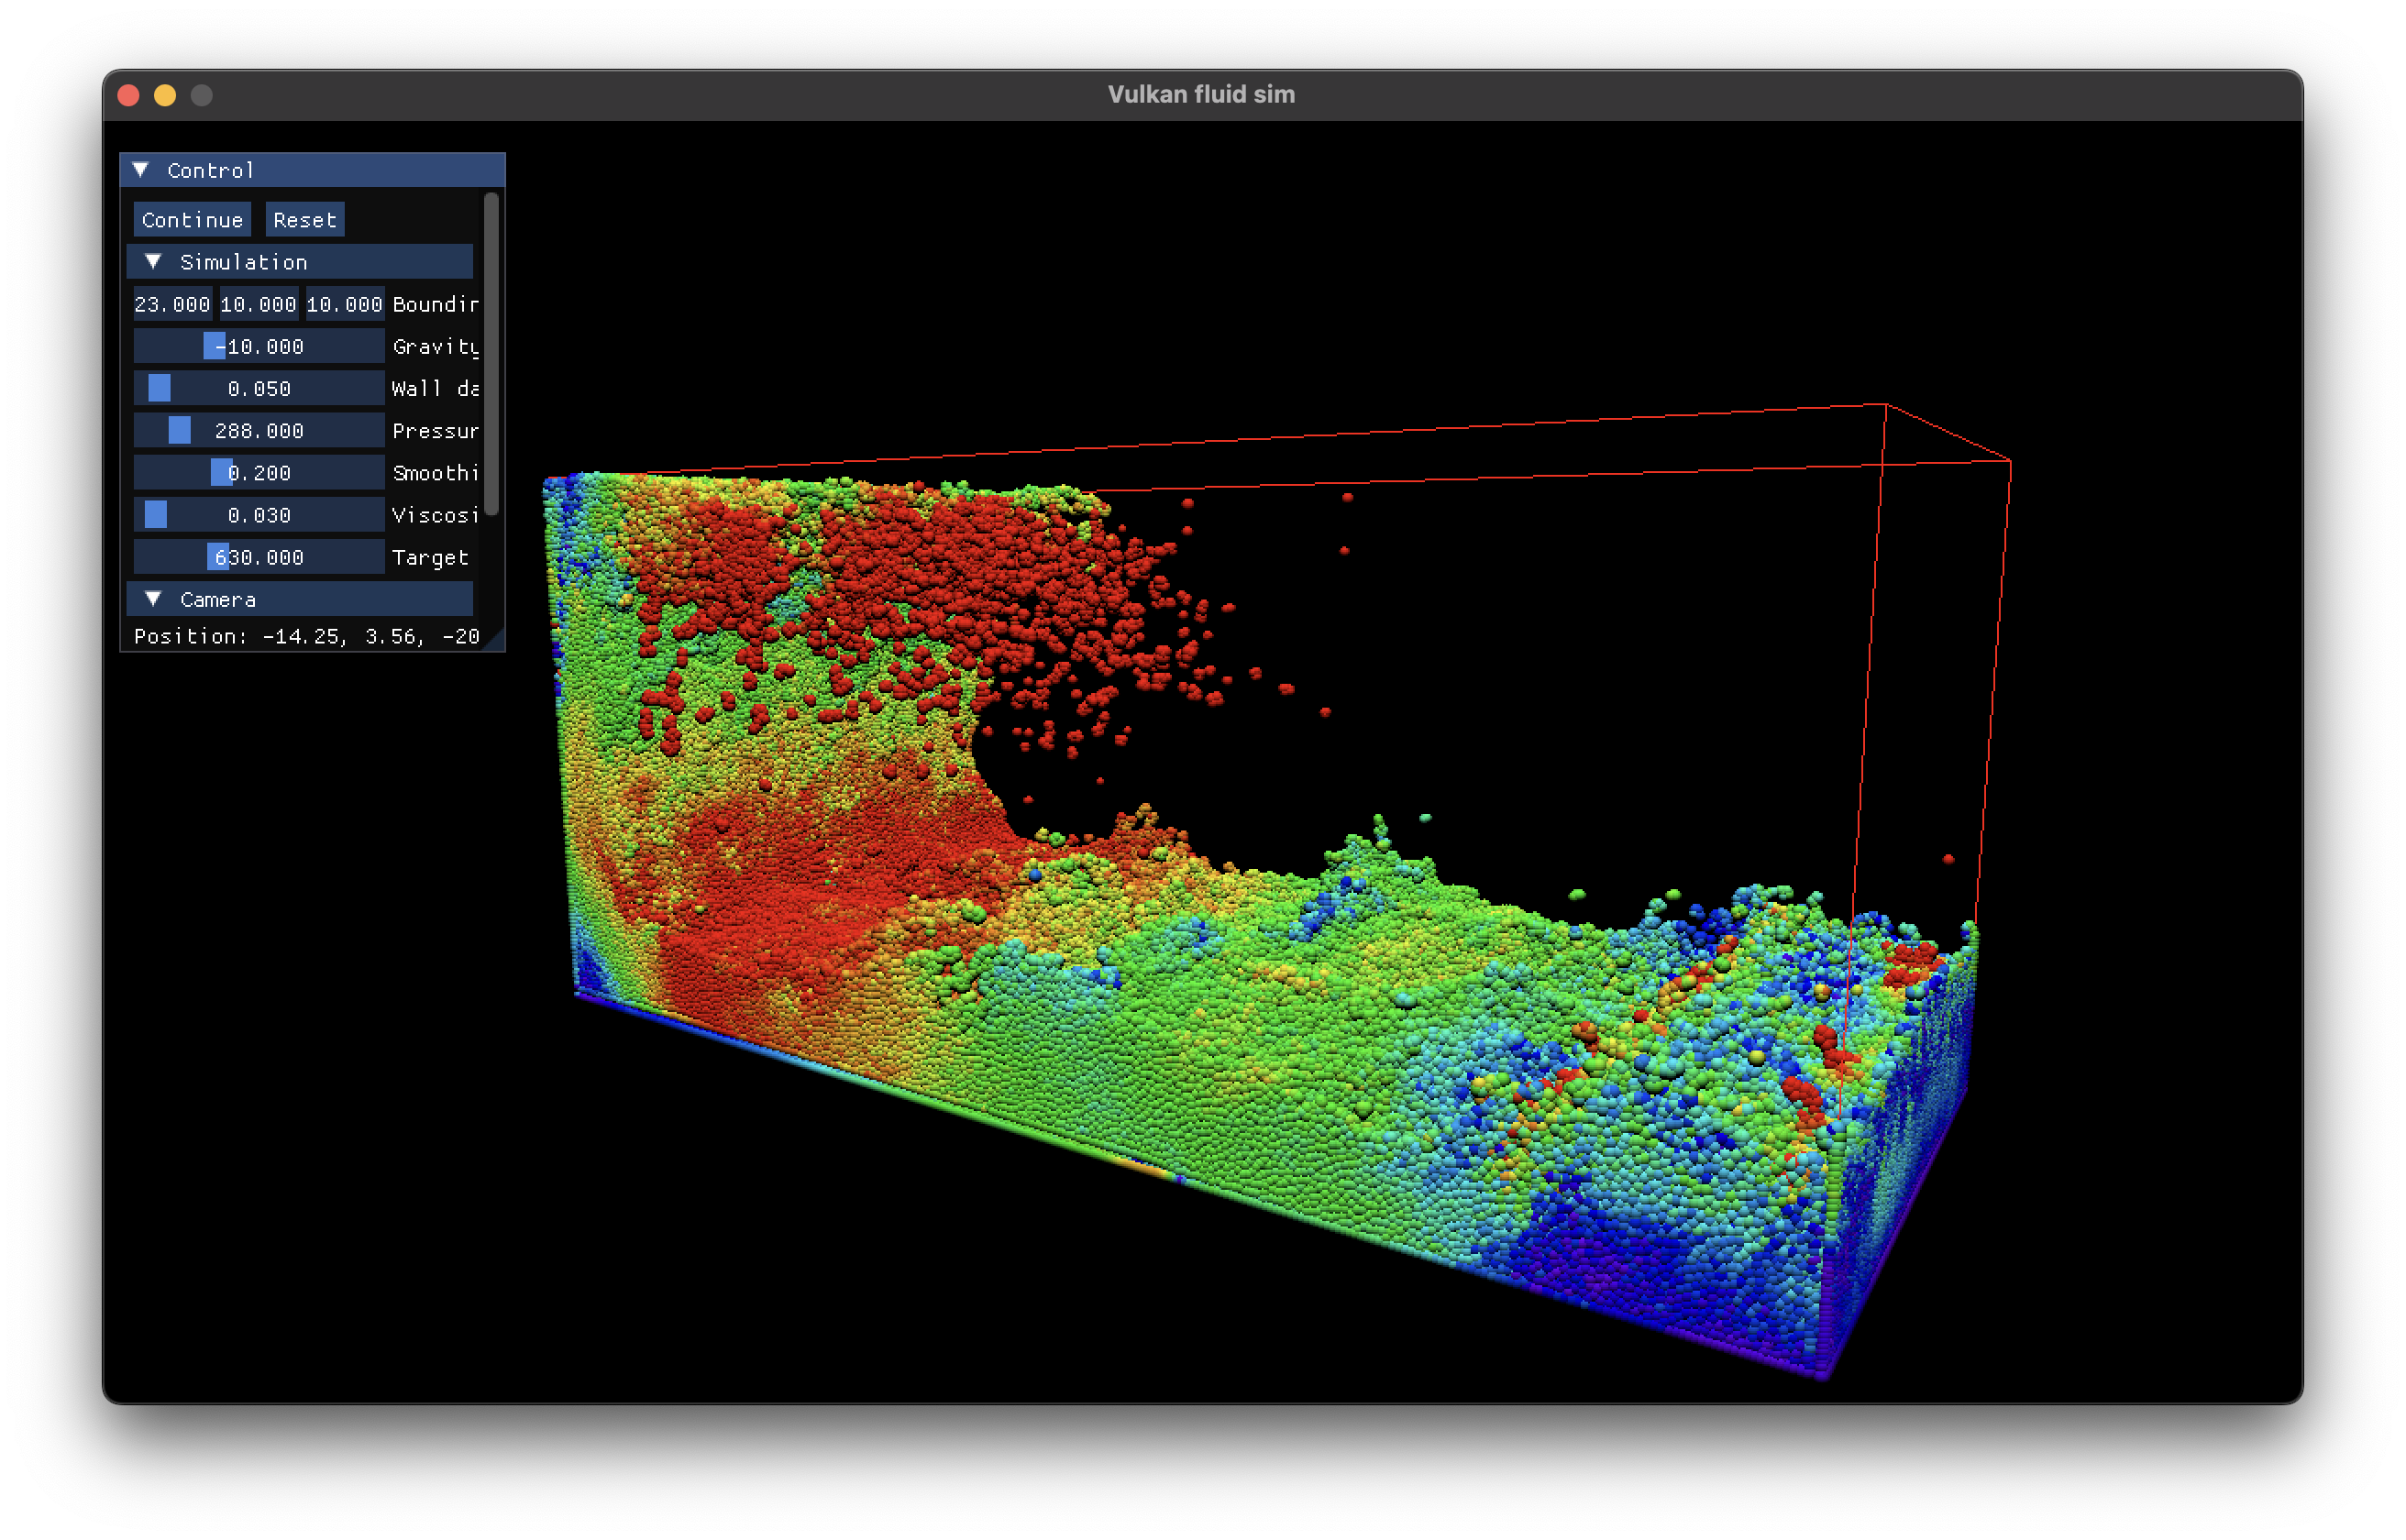 Vulkan fluid sim
Control
Continue Reset
Simulation
23.000 10.000 10.000 Boundin
-10.000 Gravity
0.050 Wall da
288.000 Pressur
0.200 Smoothi
0.030 Viscosi
630.000 Target
Camera
Position: -14.25, 3.56, -20